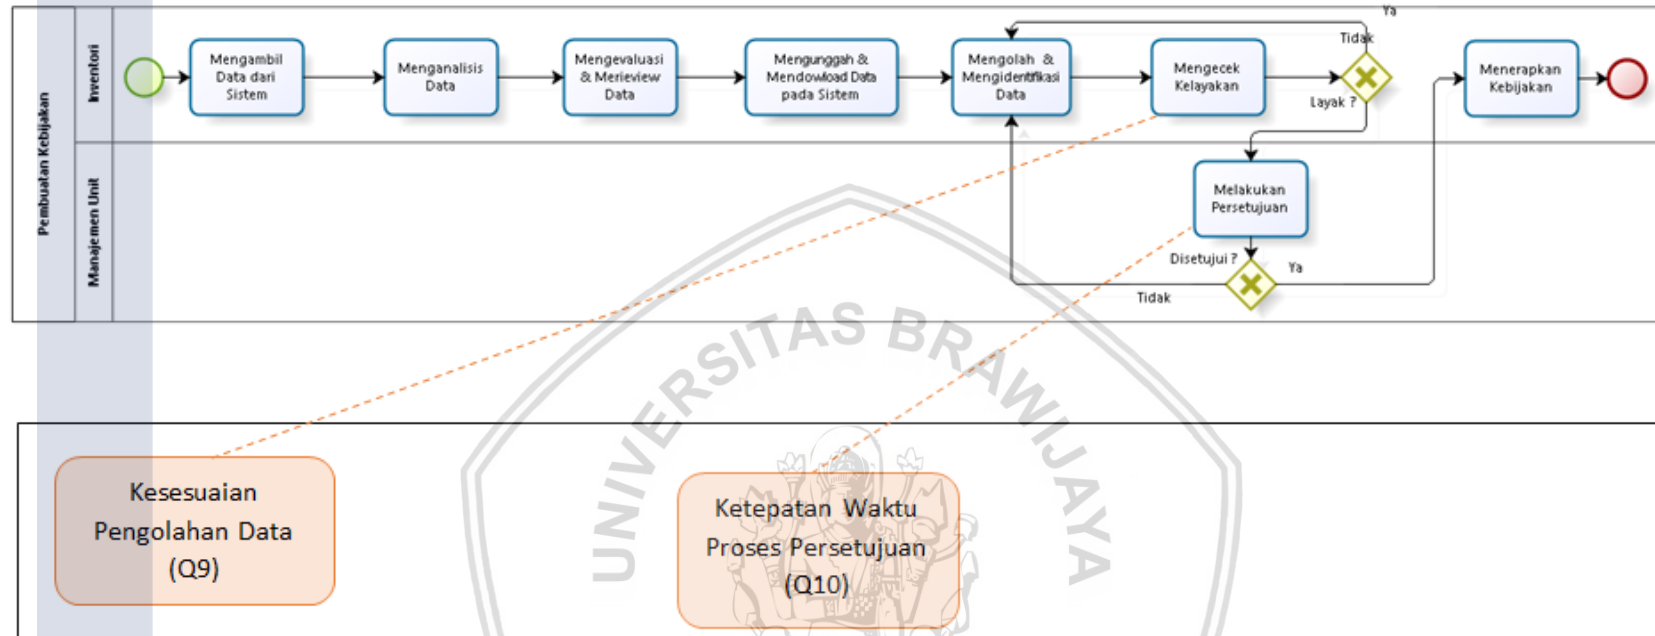 Pembuatan Kebijakan
Inventori
Mengambil
Data dari
Sistem
Menganalisis
Data
Mengevaluasi
& Merieview
Data
Mengunggah &
Mendowload Data
pada Sistem
Mengolah &
Mengidentifikasi
Data
Mengecek
Kelayakan
Ya
Tidak
Layak ?
Menerapkan
Kebijakan
Manajemen Unit
Melakukan
Persetujuan
Disetujui ?
Ya
Tidak
UNIVERSITAS BRAWIJAYA
Kesesuaian
Pengolahan Data
(Q9)
Ketepatan Waktu
Proses Persetujuan
(Q10)